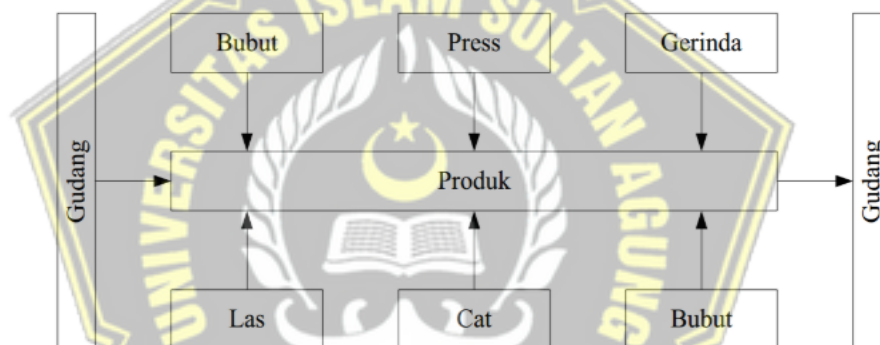 Bubut
Press
Gerinda
Gudang
Produk
Gudang
Las
Cat
Bubut
UNIVERSITAS ISLAM SULTAN AGUNG